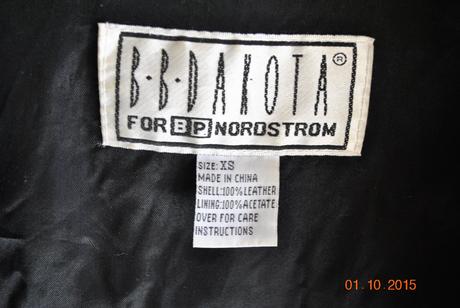 B·B·DAKOTA®
FOR BP NORDSTROM
SIZE: XS
MADE IN CHINA
SHELL:100%LEATHER
LINING:100%ACETATE
OVER FOR CARE
INSTRUCTIONS
01.10.2015